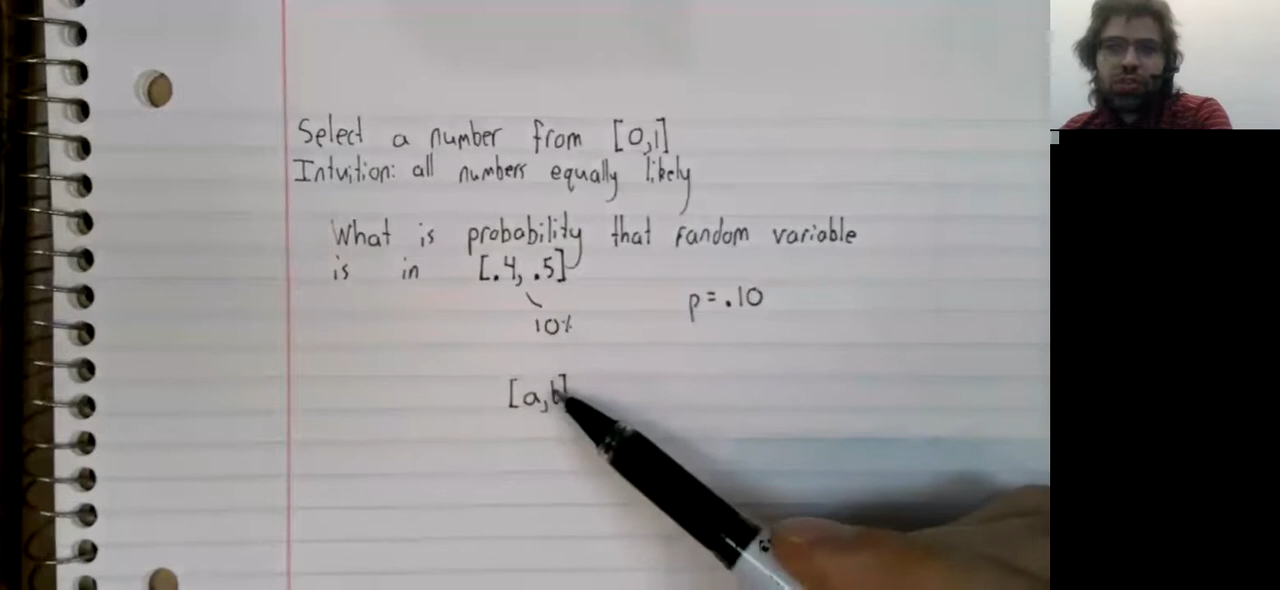 Select a number from [0,1]
Intuition: all numbers equally likely
What is probability that random variable
is in [.4, .5]
p = .10
10%
[a,b]